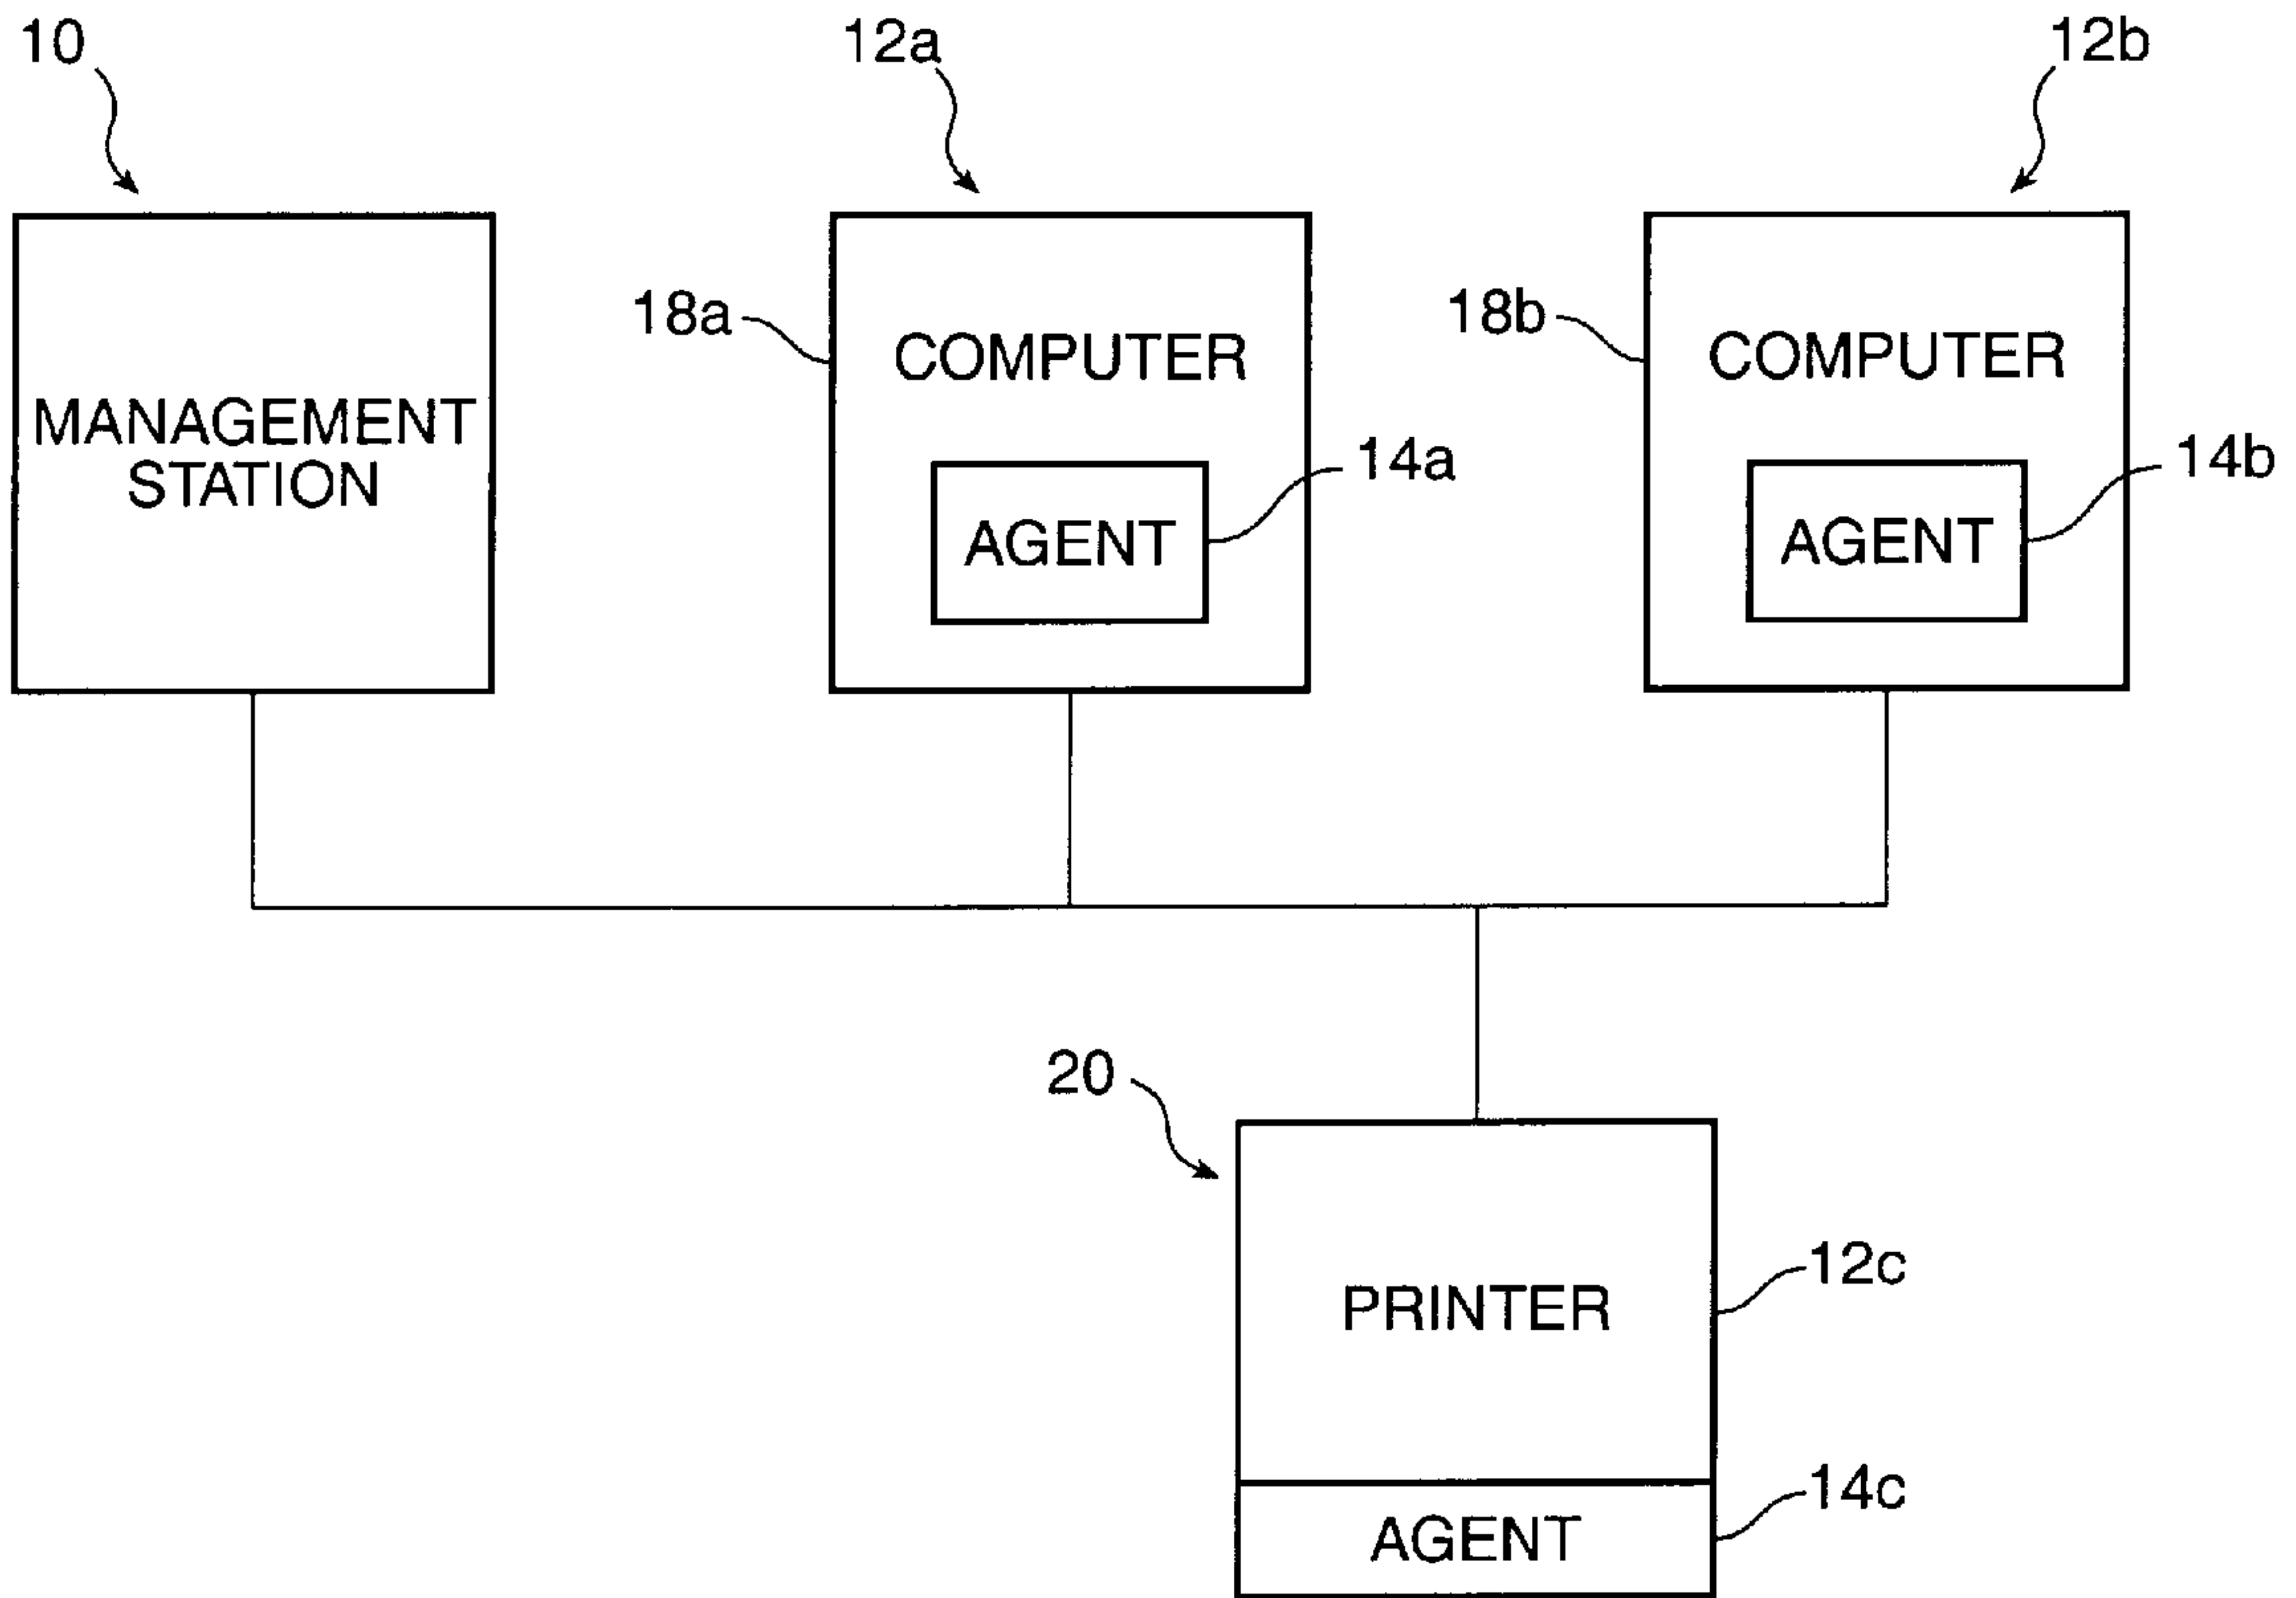 10
12a
12b
18a
COMPUTER
18b
COMPUTER
MANAGEMENT
STATION
14a
14b
AGENT
AGENT
20
12c
PRINTER
14c
AGENT